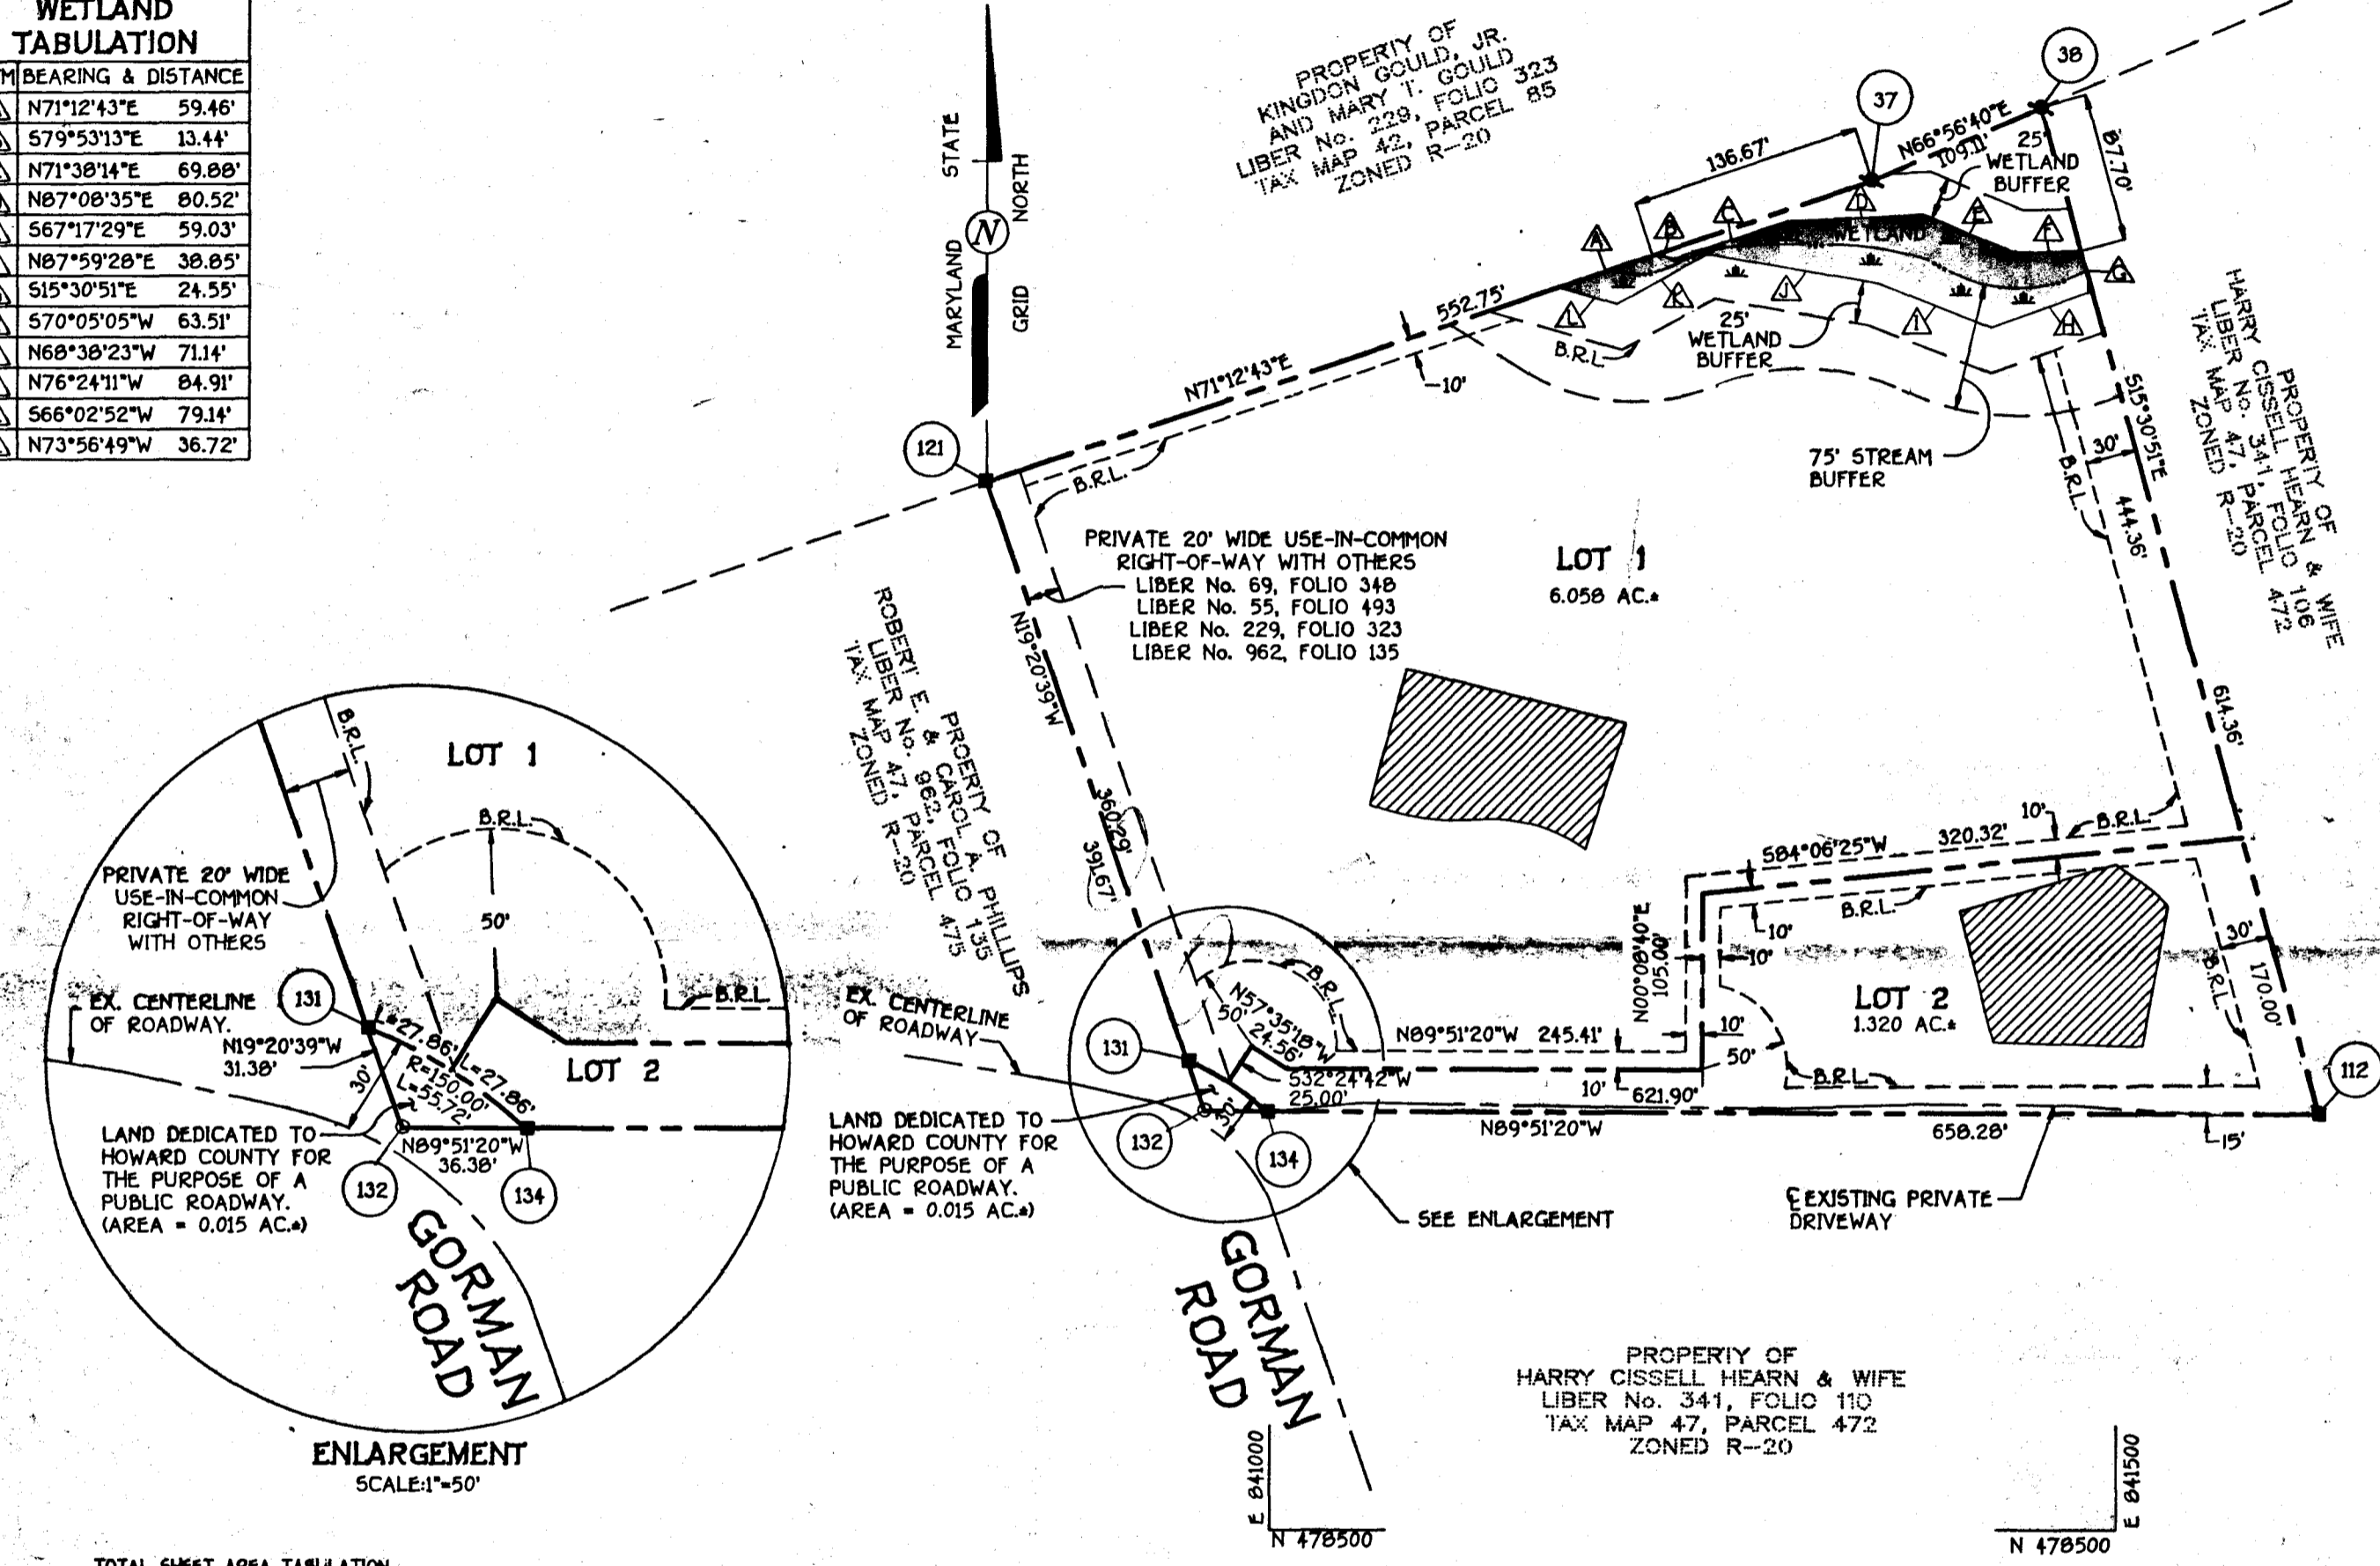 WETLAND
TABULATION
BEARING & DISTANCE
N71°12'43"E 59.46'
S79°53'13"E 13.44'
N71°38'14"E 69.88'
N87°08'35"E 80.52'
S67°17'29"E 59.03'
N87°59'28"E 38.85'
S15°30'51"E 24.55'
S70°05'05"W 63.51'
N68°38'23"W 71.14'
N76°24'11"W 84.91'
S66°02'52"W 79.14'
N73°56'49"W 36.72'
MARYLAND STATE
GRID NORTH
N
PROPERTY OF
KINGDON GOULD, JR.
AND MARY T. GOULD
LIBER No. 229, FOLIO 323
TAX MAP 42, PARCEL 85
ZONED R-20
37
38
136.67'
N66°56'40"E
109.11'
25'
WETLAND
BUFFER
87.70'
A
B
C
D
E
F
G
H
I
J
K
L
WETLAND
552.75'
N71°12'43"E
10'
B.R.L.
25'
WETLAND
BUFFER
B.R.L.
75' STREAM
BUFFER
30'
B.R.L.
S15°30'51"E
444.36'
614.36'
PROPERTY OF
HARRY CISSELL HEARN & WIFE
LIBER No. 341, FOLIO 106
TAX MAP 47, PARCEL 472
ZONED R-20
121
PRIVATE 20' WIDE USE-IN-COMMON
RIGHT-OF-WAY WITH OTHERS
LIBER No. 69, FOLIO 348
LIBER No. 55, FOLIO 493
LIBER No. 229, FOLIO 323
LIBER No. 962, FOLIO 135
LOT 1
6.058 AC.±
N19°20'39"W
360.29'
391.67'
PROPERTY OF
ROBERT E. & CAROL A. PHILLIPS
LIBER No. 962, FOLIO 135
TAX MAP 47, PARCEL 475
ZONED R-20
S84°06'25"W 320.32'
10'
B.R.L.
B.R.L.
10'
10'
N00°08'40"E
105.00'
LOT 2
1.320 AC.±
30'
B.R.L.
170.00'
10'
50'
B.R.L.
112
15'
EX. CENTERLINE
OF ROADWAY
131
B.R.L.
N57°35'18"W
50'
24.56'
N89°51'20"W 245.41'
S32°24'42"W
25.00'
30'
10'
621.90'
N89°51'20"W
658.28'
132
134
LAND DEDICATED TO
HOWARD COUNTY FOR
THE PURPOSE OF A
PUBLIC ROADWAY.
(AREA = 0.015 AC.±)
SEE ENLARGEMENT
℄ EXISTING PRIVATE
DRIVEWAY
GORMAN
ROAD
PROPERTY OF
HARRY CISSELL HEARN & WIFE
LIBER No. 341, FOLIO 110
TAX MAP 47, PARCEL 472
ZONED R-20
E 841000
N 478500
E 841500
N 478500
B.R.L.
LOT 1
B.R.L.
PRIVATE 20' WIDE
USE-IN-COMMON
RIGHT-OF-WAY
WITH OTHERS
50'
EX. CENTERLINE
OF ROADWAY.
131
B.R.L.
N19°20'39"W
31.38'
L=27.86'
L=27.86'
R=150.00'
L=55.72'
30'
LOT 2
LAND DEDICATED TO
HOWARD COUNTY FOR
THE PURPOSE OF A
PUBLIC ROADWAY.
(AREA = 0.015 AC.±)
N89°51'20"W
36.38'
132
134
GORMAN
ROAD
ENLARGEMENT
SCALE:1"=50'
TOTAL SHEET AREA TABULATION